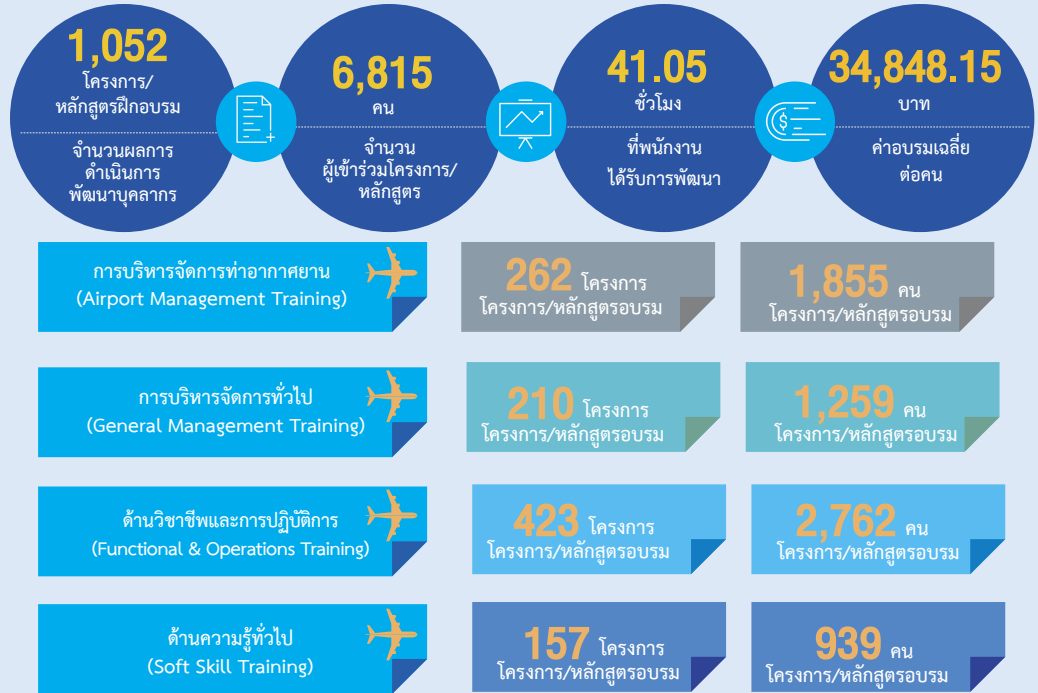 1,052
โครงการ/
หลักสูตรฝึกอบรม
จำนวนผลการ
ดำเนินการ
พัฒนาบุคลากร
6,815
คน
จำนวน
ผู้เข้าร่วมโครงการ/
หลักสูตร
41.05
ชั่วโมง
ที่พนักงาน
ได้รับการพัฒนา
34,848.15
บาท
ค่าอบรมเฉลี่ย
ต่อคน
การบริหารจัดการท่าอากาศยาน
(Airport Management Training)
262 โครงการ
โครงการ/หลักสูตรอบรม
1,855 คน
โครงการ/หลักสูตรอบรม
การบริหารจัดการทั่วไป
(General Management Training)
210 โครงการ
โครงการ/หลักสูตรอบรม
1,259 คน
โครงการ/หลักสูตรอบรม
ด้านวิชาชีพและการปฏิบัติการ
(Functional & Operations Training)
423 โครงการ
โครงการ/หลักสูตรอบรม
2,762 คน
โครงการ/หลักสูตรอบรม
ด้านความรู้ทั่วไป
(Soft Skill Training)
157 โครงการ
โครงการ/หลักสูตรอบรม
939 คน
โครงการ/หลักสูตรอบรม